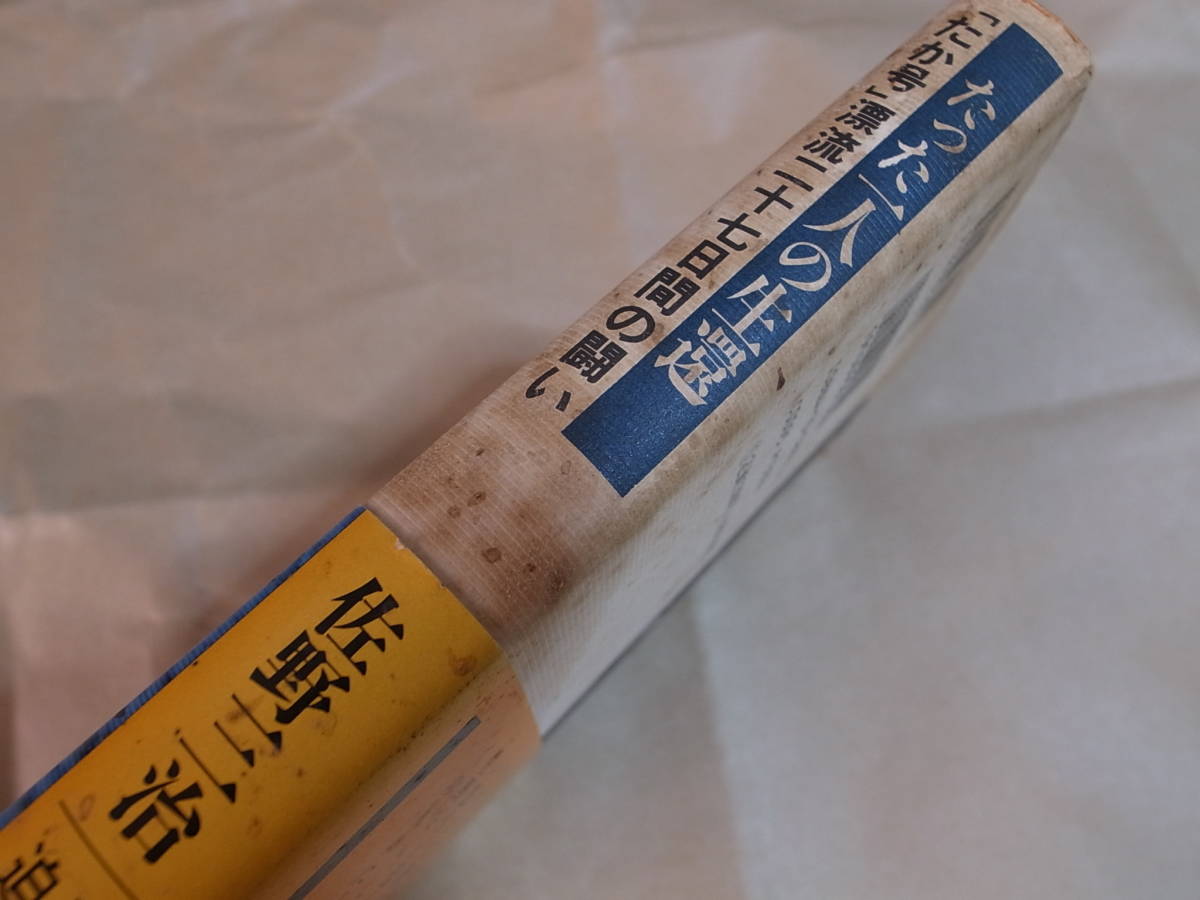 たった一人の生還
「たか号」漂流二十七日間の闘い
佐野三治
迫